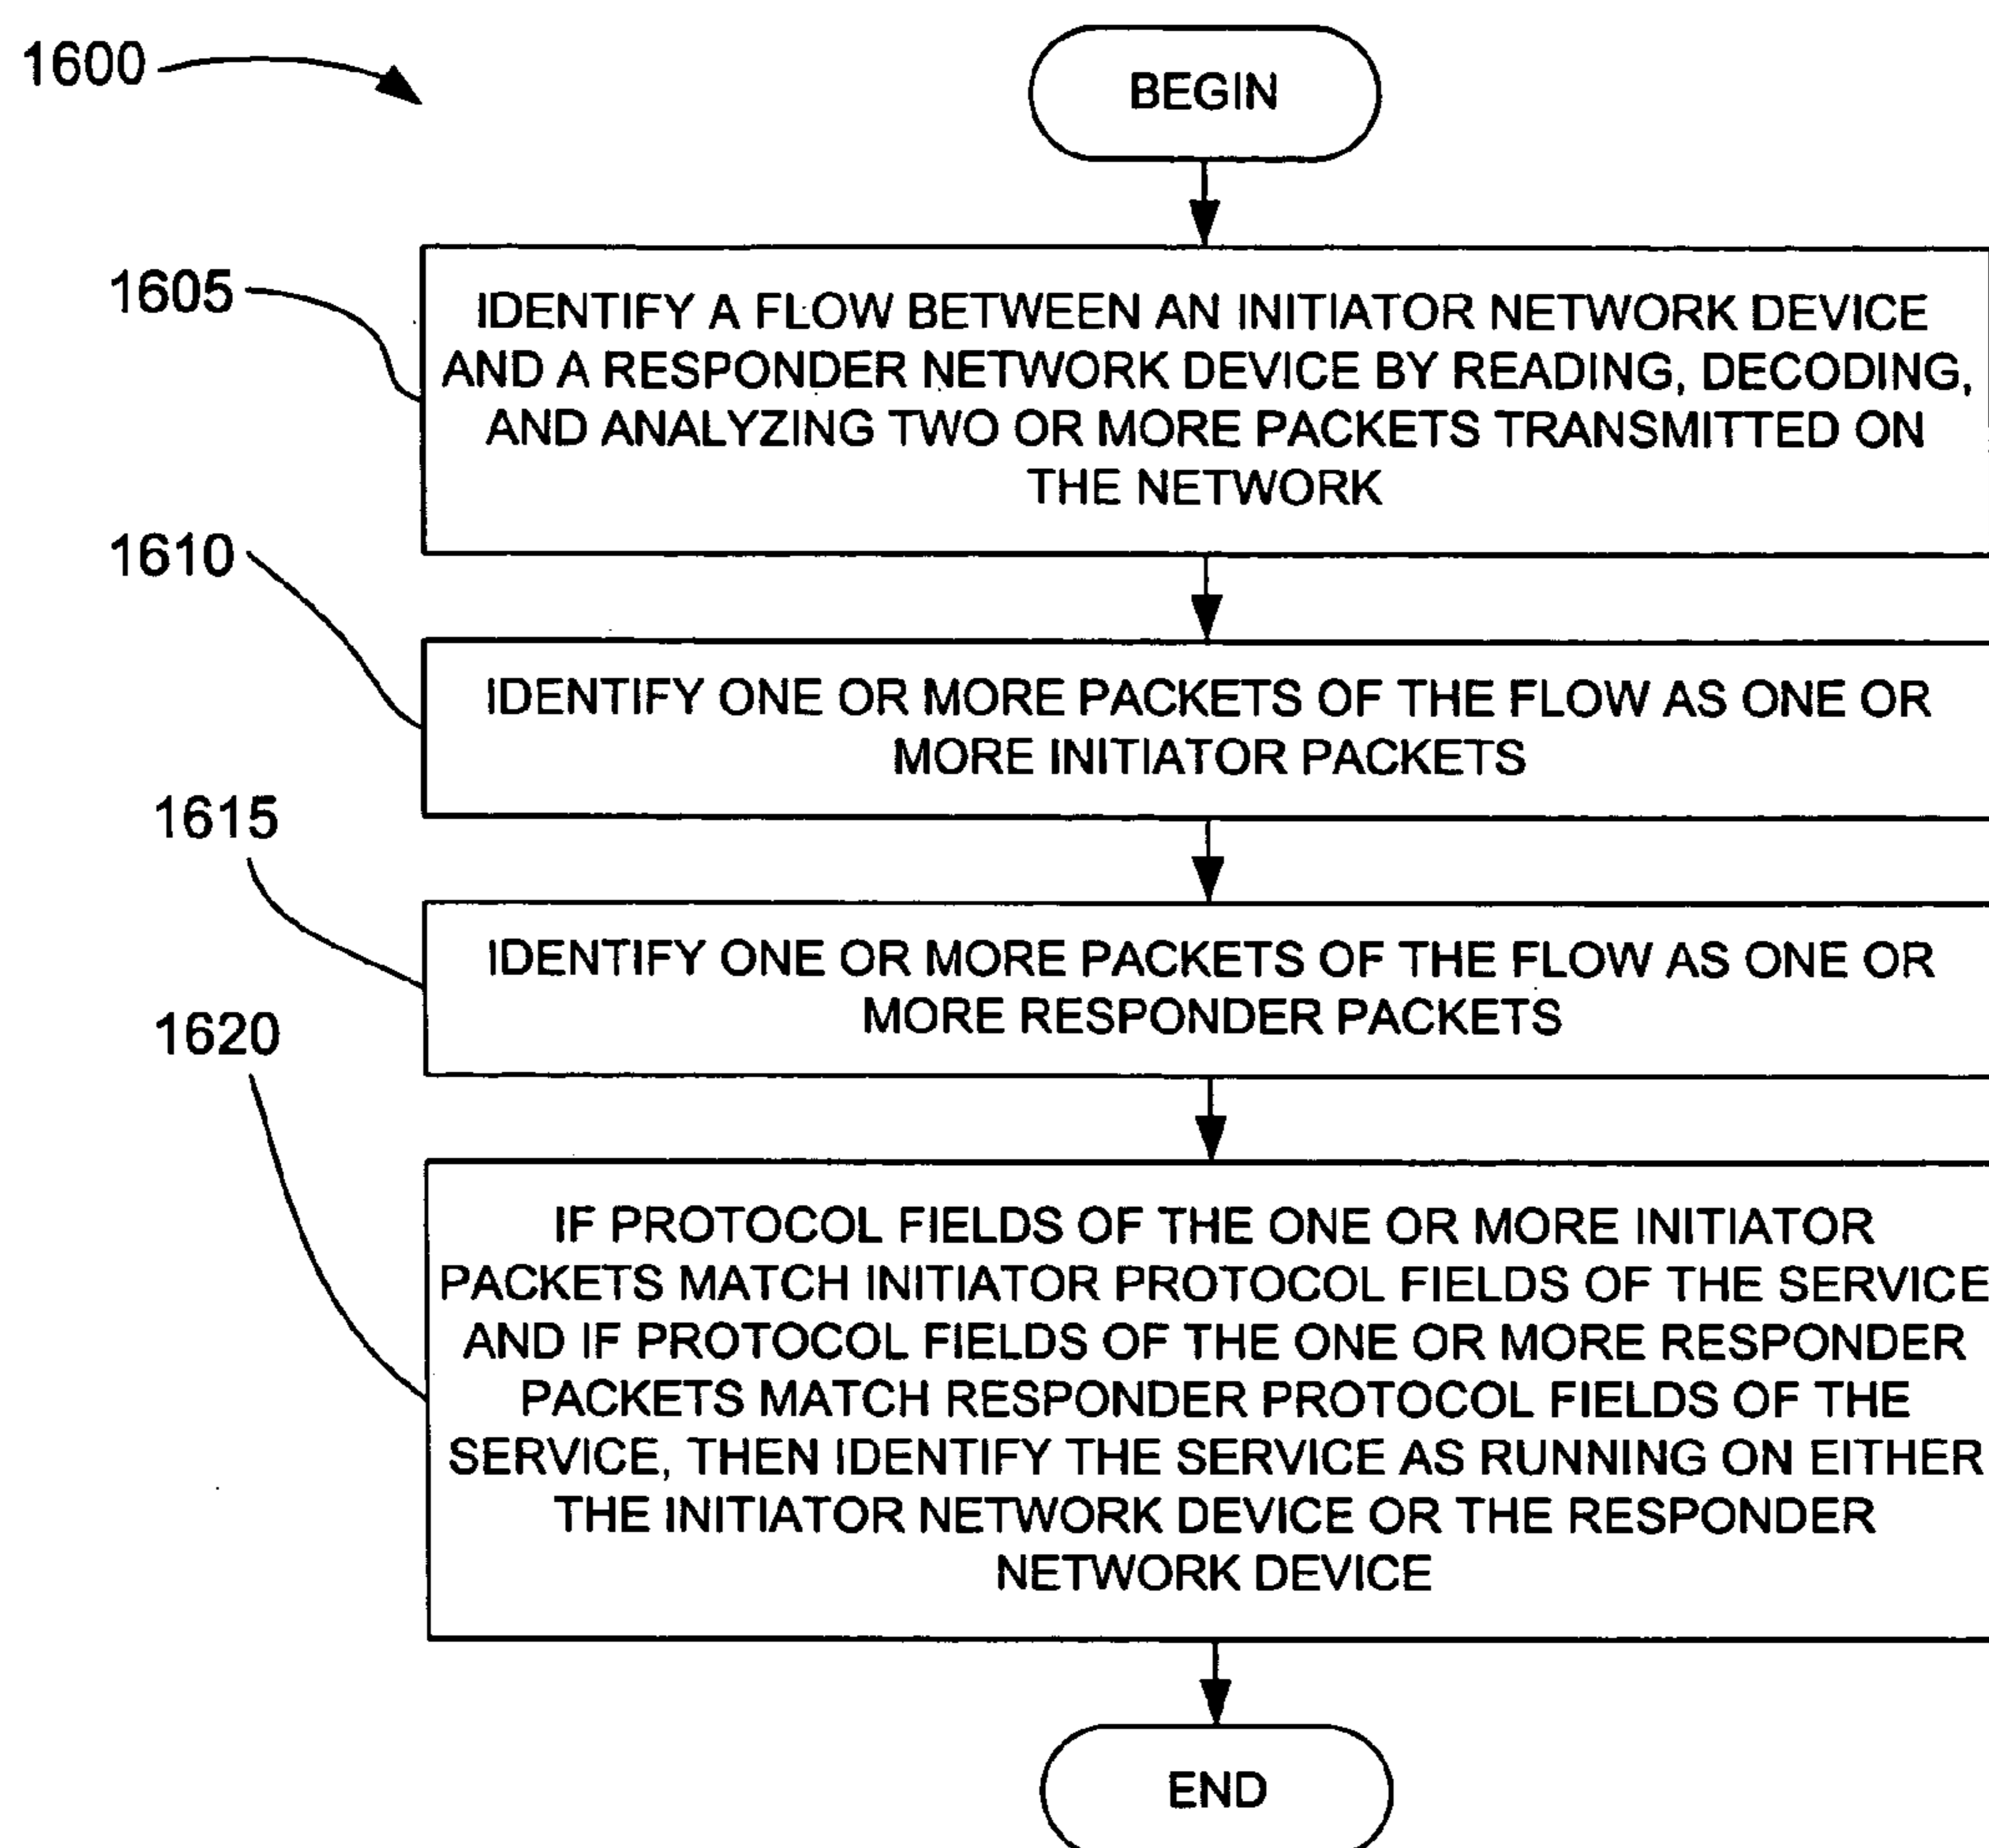 1600
BEGIN
1605
IDENTIFY A FLOW BETWEEN AN INITIATOR NETWORK DEVICE
AND A RESPONDER NETWORK DEVICE BY READING, DECODING,
AND ANALYZING TWO OR MORE PACKETS TRANSMITTED ON
THE NETWORK
1610
IDENTIFY ONE OR MORE PACKETS OF THE FLOW AS ONE OR
MORE INITIATOR PACKETS
1615
IDENTIFY ONE OR MORE PACKETS OF THE FLOW AS ONE OR
MORE RESPONDER PACKETS
1620
IF PROTOCOL FIELDS OF THE ONE OR MORE INITIATOR
PACKETS MATCH INITIATOR PROTOCOL FIELDS OF THE SERVICE
AND IF PROTOCOL FIELDS OF THE ONE OR MORE RESPONDER
PACKETS MATCH RESPONDER PROTOCOL FIELDS OF THE
SERVICE, THEN IDENTIFY THE SERVICE AS RUNNING ON EITHER
THE INITIATOR NETWORK DEVICE OR THE RESPONDER
NETWORK DEVICE
END